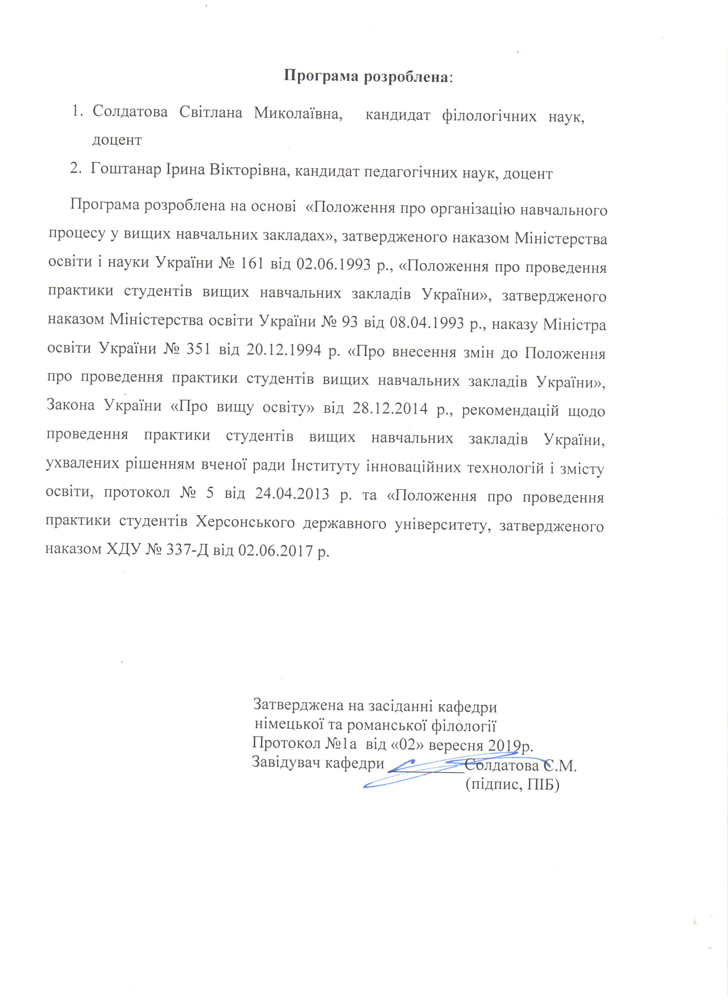 Програма розроблена:
1. Солдатова Світлана Миколаївна, кандидат філологічних наук,
доцент
2. Гоштанар Ірина Вікторівна, кандидат педагогічних наук, доцент
Програма розроблена на основі «Положення про організацію навчального
процесу у вищих навчальних закладах», затвердженого наказом Міністерства
освіти і науки України № 161 від 02.06.1993 р., «Положення про проведення
практики студентів вищих навчальних закладів України», затвердженого
наказом Міністерства освіти України № 93 від 08.04.1993 р., наказу Міністра
освіти України № 351 від 20.12.1994 р. «Про внесення змін до Положення
про проведення практики студентів вищих навчальних закладів України»,
Закона України «Про вищу освіту» від 28.12.2014 р., рекомендацій щодо
проведення практики студентів вищих навчальних закладів України,
ухвалених рішенням вченої ради Інституту інноваційних технологій і змісту
освіти, протокол № 5 від 24.04.2013 р. та «Положення про проведення
практики студентів Херсонського державного університету, затвердженого
наказом ХДУ № 337-Д від 02.06.2017 р.
Затверджена на засіданні кафедри
німецької та романської філології
Протокол №1а від «02» вересня 2019р.
Завідувач кафедри __________Солдатова С.М.
(підпис, ПІБ)